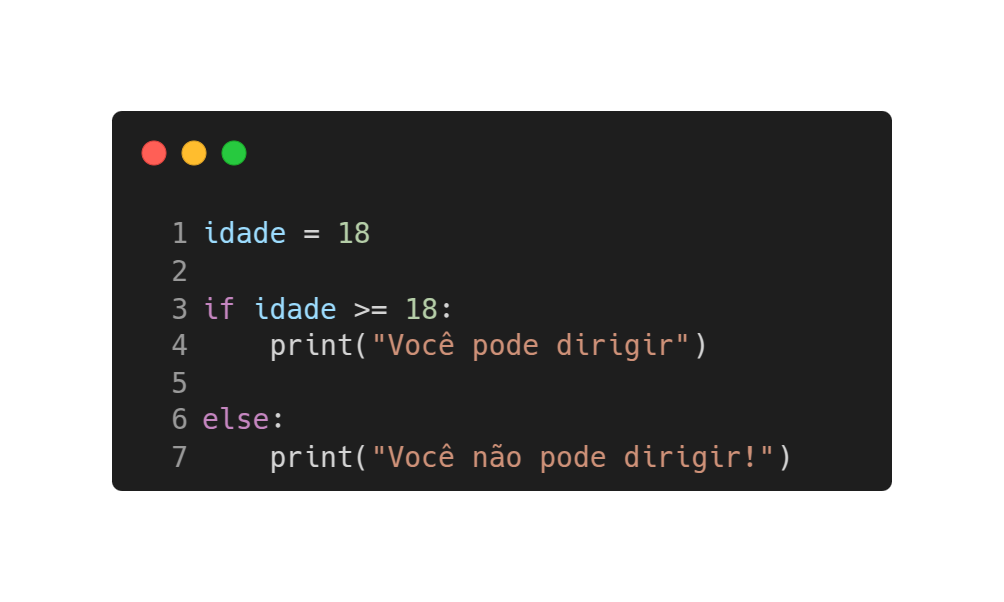 1 idade = 18
2
3 if idade >= 18:
4     print("Você pode dirigir")
5
6 else:
7     print("Você não pode dirigir!")